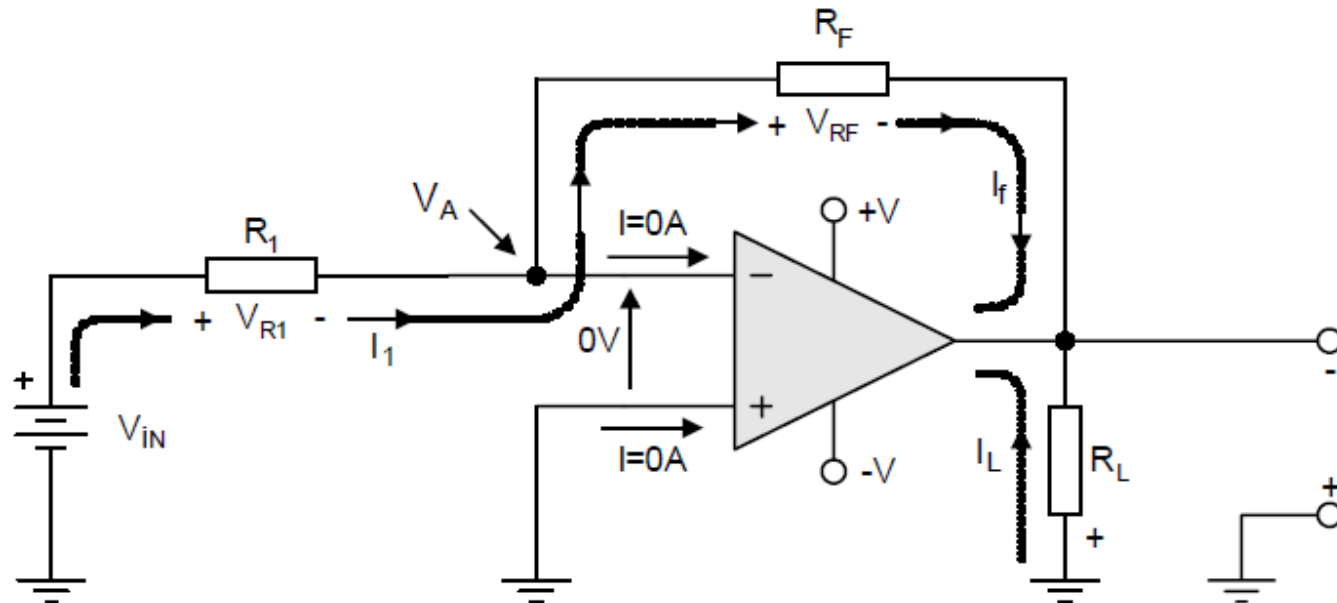 R_F
+ V_RF -
I_f
V_A
I=0A
+V
R_1
−
+ V_R1 -
I_1
0V
+
V_iN
+
I=0A
-V
I_L
R_L
-
+
+